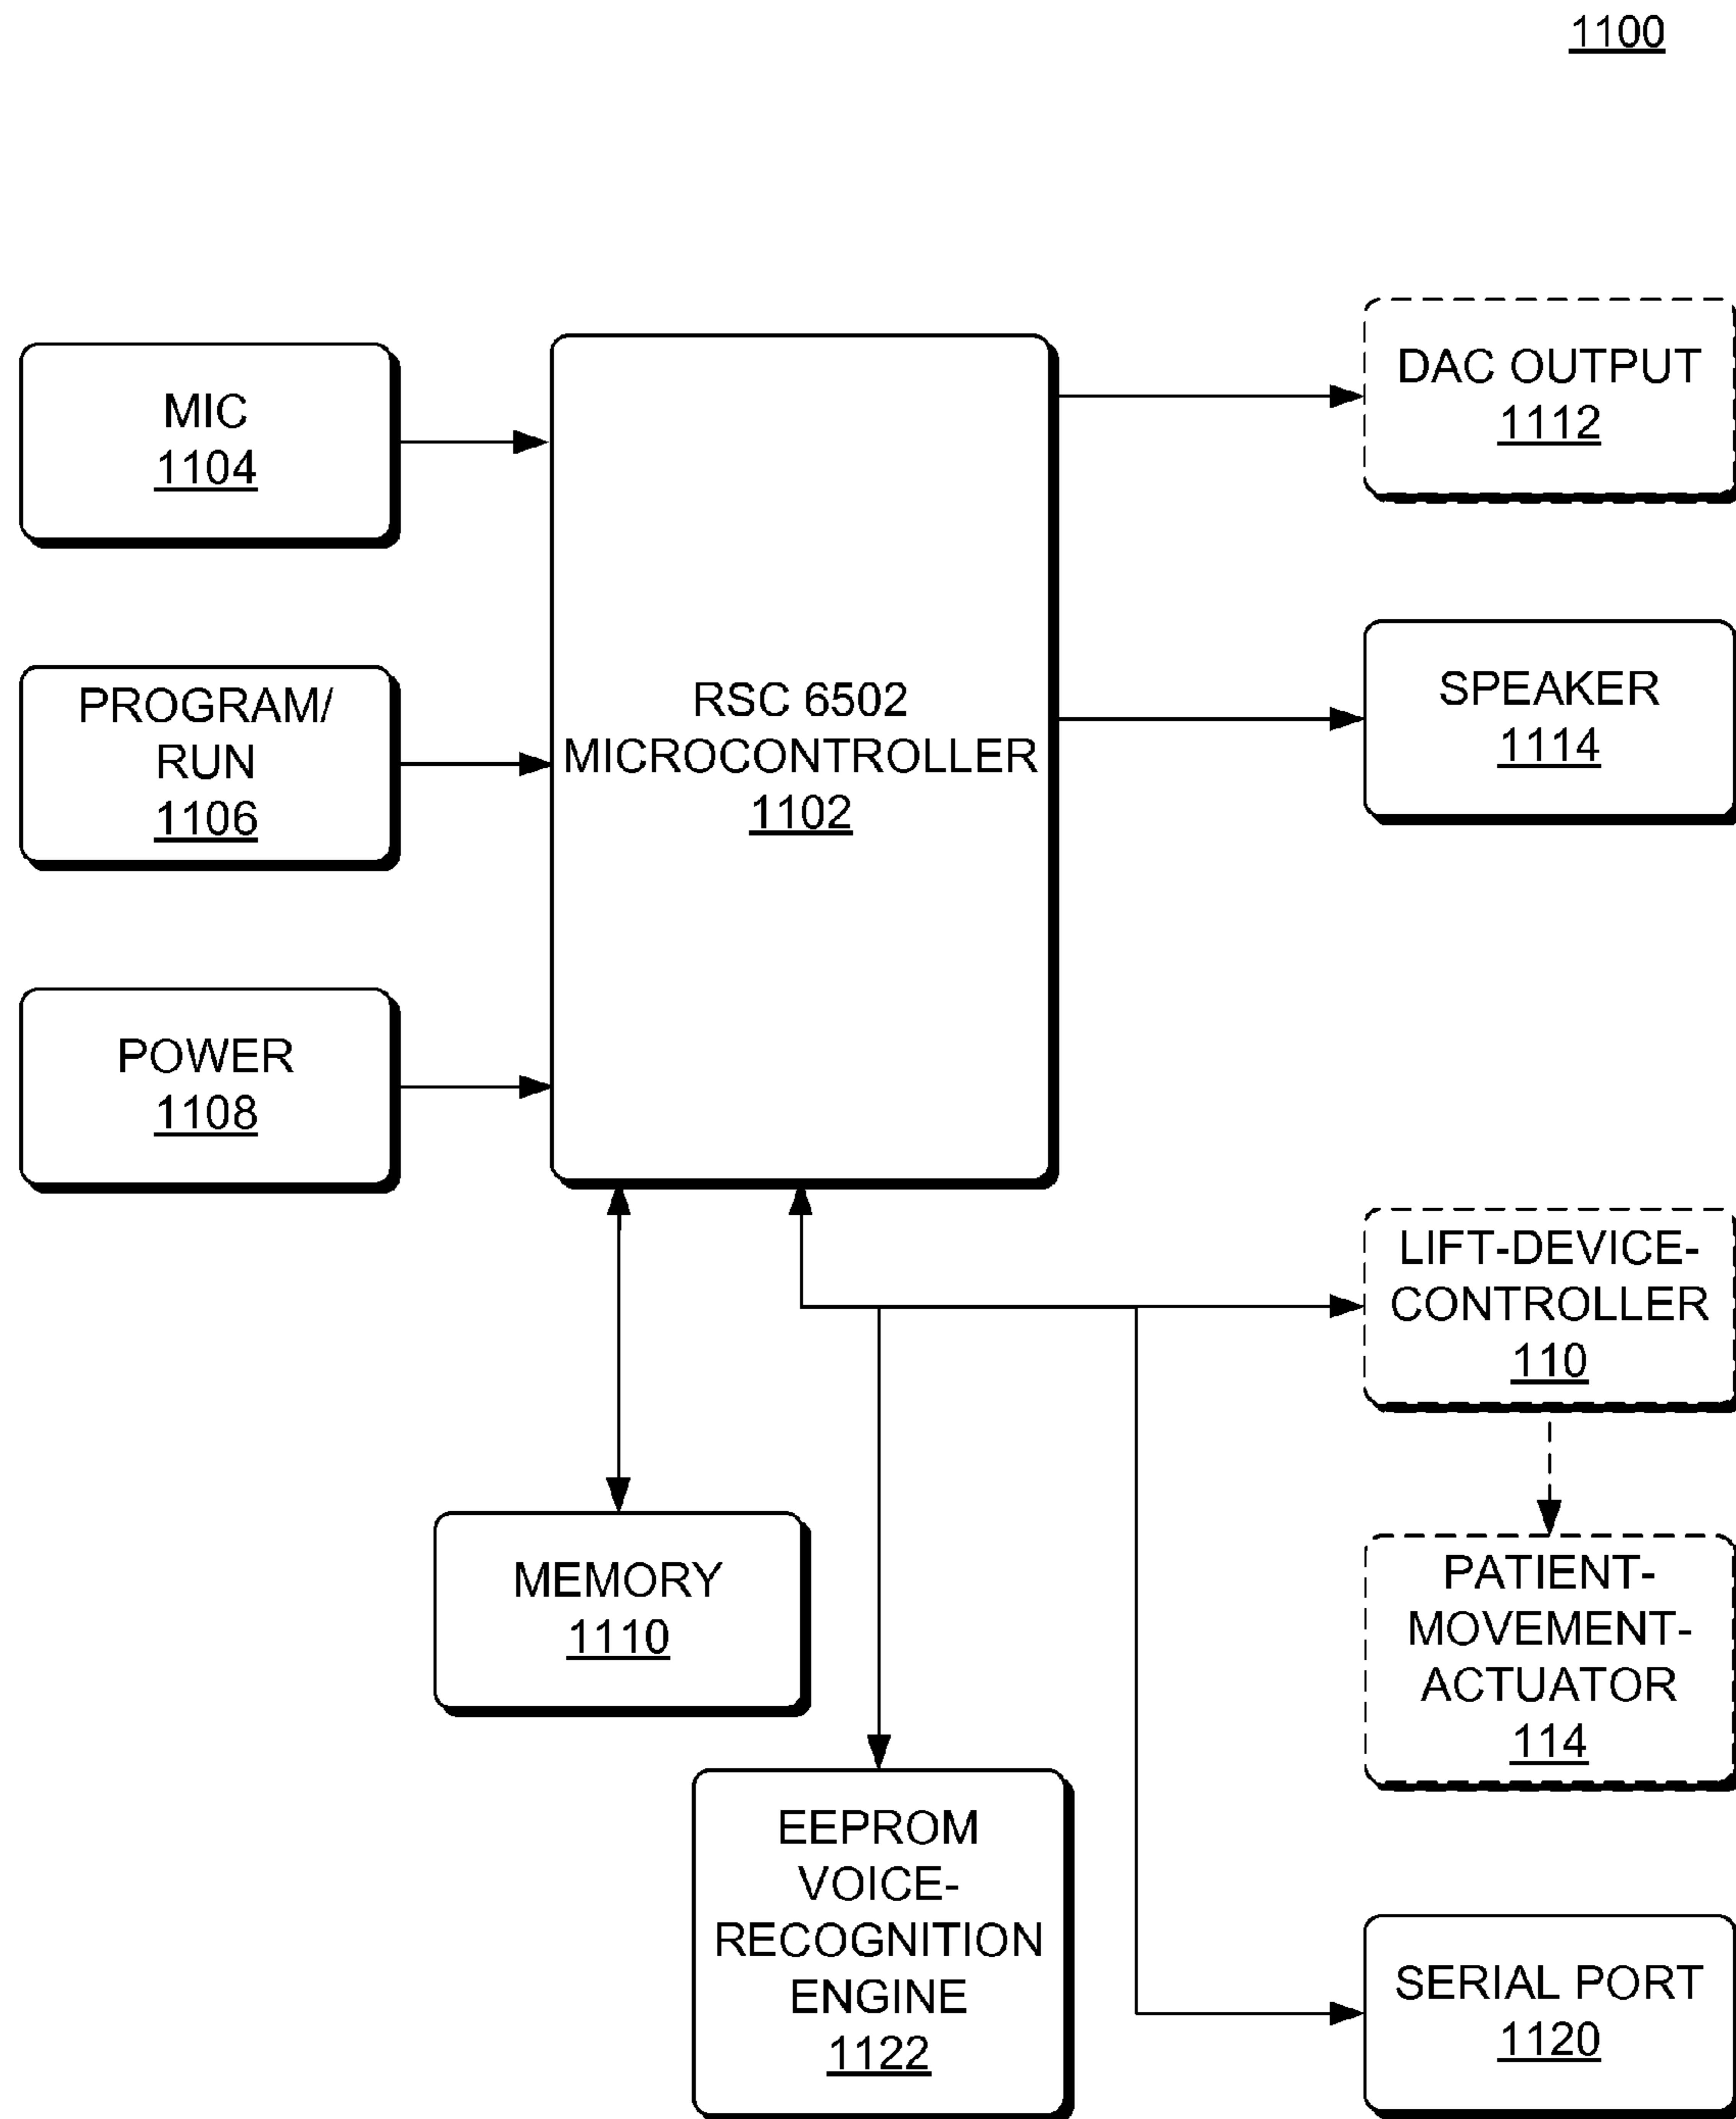 1100
MIC
1104
PROGRAM/
RUN
1106
POWER
1108
RSC 6502
MICROCONTROLLER
1102
DAC OUTPUT
1112
SPEAKER
1114
LIFT-DEVICE-
CONTROLLER
110
PATIENT-
MOVEMENT-
ACTUATOR
114
MEMORY
1110
EEPROM
VOICE-
RECOGNITION
ENGINE
1122
SERIAL PORT
1120